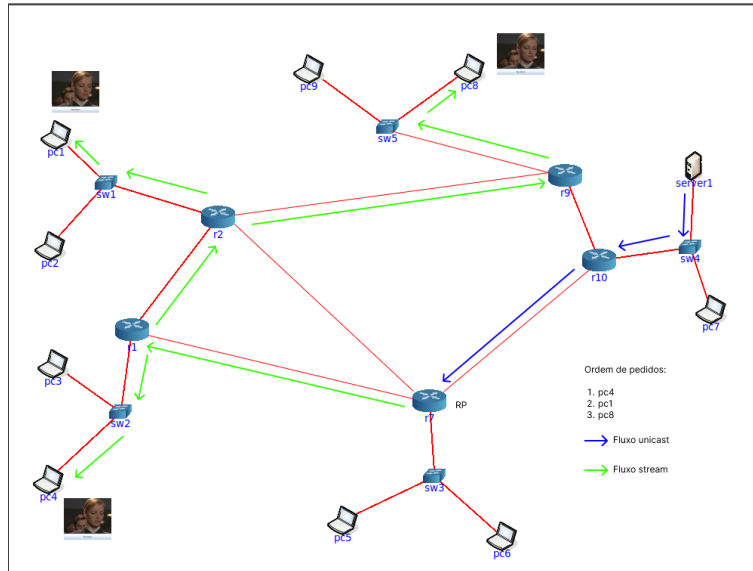 pc9
pc8
pc1
sw5
server1
sw1
r9
r2
pc2
sw4
r10
pc7
r1
pc3
Ordem de pedidos:
1. pc4
2. pc1
3. pc8
r7
RP
sw2
Fluxo unicast
Fluxo stream
pc4
sw3
pc5
pc6